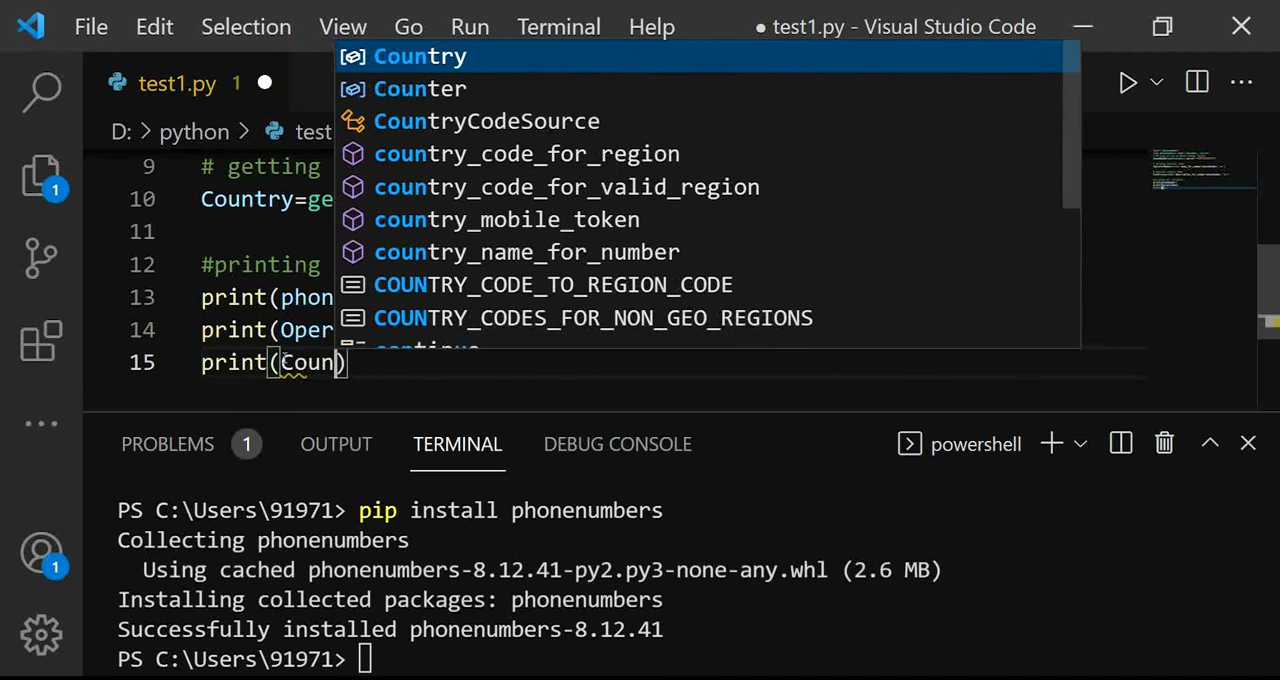 File Edit Selection View Go Run Terminal Help ● test1.py - Visual Studio Code
test1.py 1
D: > python > test
Country
Counter
CountryCodeSource
country_code_for_region
country_code_for_valid_region
country_mobile_token
country_name_for_number
COUNTRY_CODE_TO_REGION_CODE
COUNTRY_CODES_FOR_NON_GEO_REGIONS
continue
9 # getting
10 Country=ge
11
12 #printing
13 print(phon
14 print(Oper
15 print(Coun)
1
1
PROBLEMS 1 OUTPUT TERMINAL DEBUG CONSOLE powershell
PS C:\Users\91971> pip install phonenumbers
Collecting phonenumbers
Using cached phonenumbers-8.12.41-py2.py3-none-any.whl (2.6 MB)
Installing collected packages: phonenumbers
Successfully installed phonenumbers-8.12.41
PS C:\Users\91971>